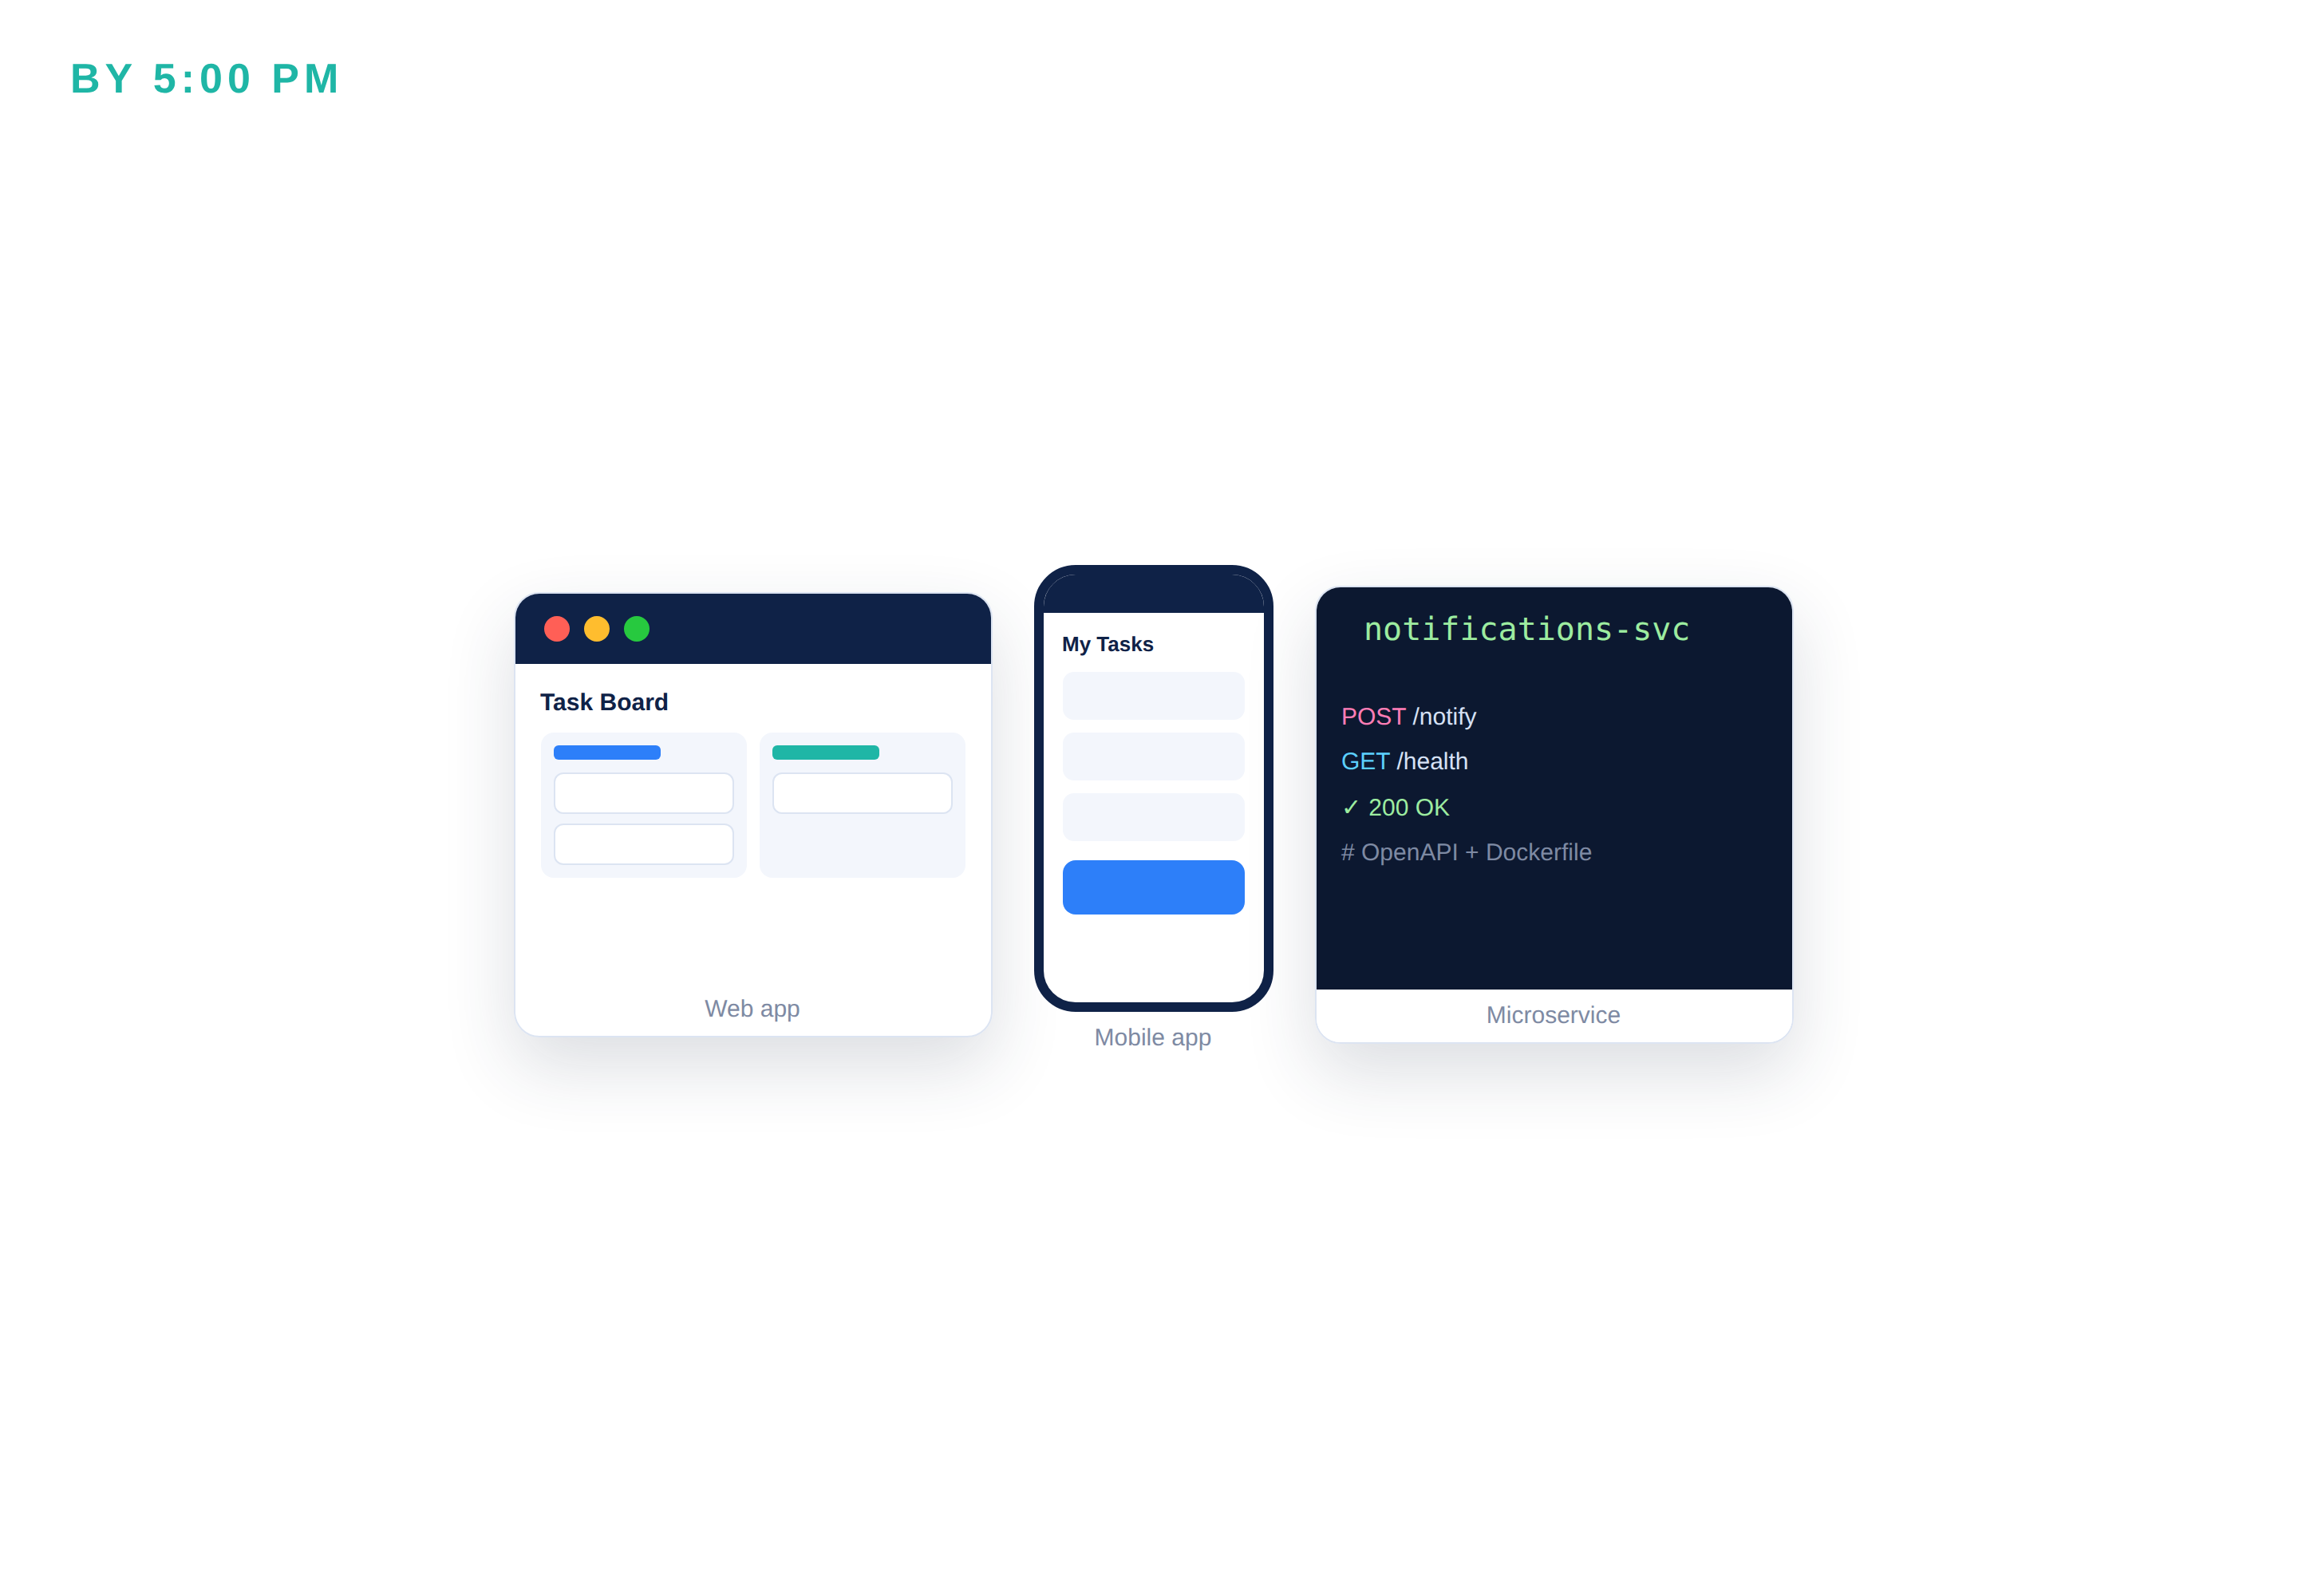 BY 5:00 PM
Task Board
Web app
My Tasks
Mobile app
notifications-svc
POST /notify
GET /health
✓ 200 OK
# OpenAPI + Dockerfile
Microservice